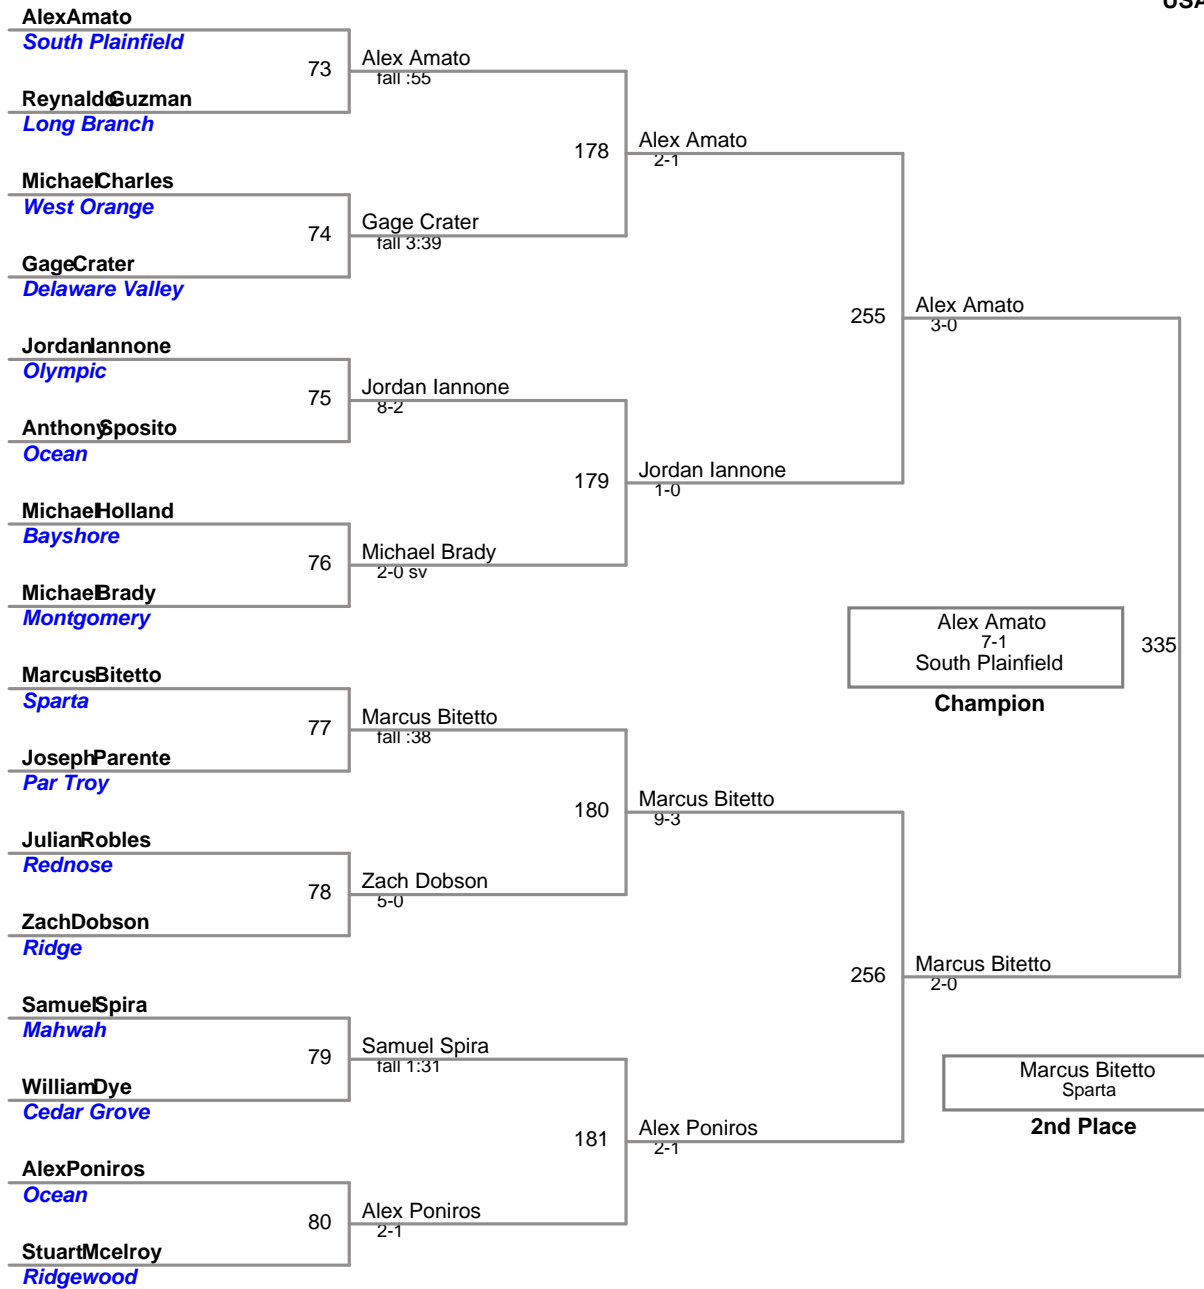 USA
AlexAmato
South Plainfield
73
Alex Amato
fall :55
ReynaldoGuzman
Long Branch
178
Alex Amato
2-1
MichaelCharles
West Orange
74
Gage Crater
fall 3:39
GageCrater
Delaware Valley
255
Alex Amato
3-0
JordanIannone
Olympic
75
Jordan Iannone
8-2
AnthonySposito
Ocean
179
Jordan Iannone
1-0
MichaelHolland
Bayshore
76
Michael Brady
2-0 sv
MichaelBrady
Montgomery
Alex Amato
7-1
South Plainfield
335
Champion
MarcusBitetto
Sparta
77
Marcus Bitetto
fall :38
JosephParente
Par Troy
180
Marcus Bitetto
9-3
JulianRobles
Rednose
78
Zach Dobson
5-0
ZachDobson
Ridge
256
Marcus Bitetto
2-0
SamuelSpira
Mahwah
79
Samuel Spira
fall 1:31
WilliamDye
Cedar Grove
Marcus Bitetto
Sparta
2nd Place
181
Alex Poniros
2-1
AlexPoniros
Ocean
80
Alex Poniros
2-1
StuartMcelroy
Ridgewood